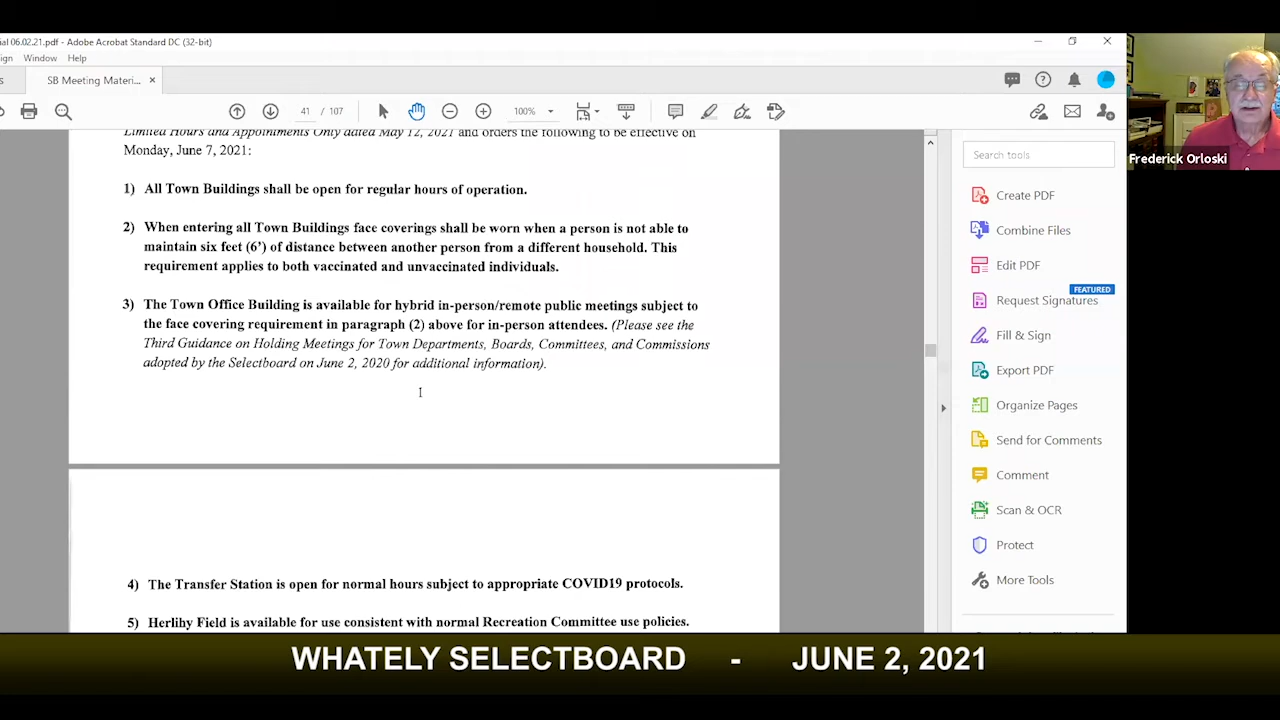 ial 06.02.21.pdf - Adobe Acrobat Standard DC (32-bit)
ign Window Help
s SB Meeting Materi... ×
41 / 107 100%
Limited Hours and Appointments Only dated May 12, 2021 and orders the following to be effective on
Monday, June 7, 2021:
1) All Town Buildings shall be open for regular hours of operation.
2) When entering all Town Buildings face coverings shall be worn when a person is not able to
maintain six feet (6’) of distance between another person from a different household. This
requirement applies to both vaccinated and unvaccinated individuals.
3) The Town Office Building is available for hybrid in-person/remote public meetings subject to
the face covering requirement in paragraph (2) above for in-person attendees. (Please see the
Third Guidance on Holding Meetings for Town Departments, Boards, Committees, and Commissions
adopted by the Selectboard on June 2, 2020 for additional information).
4) The Transfer Station is open for normal hours subject to appropriate COVID19 protocols.
5) Herlihy Field is available for use consistent with normal Recreation Committee use policies.
Search tools
Create PDF
Combine Files
Edit PDF
FEATURED
Request Signatures
Fill & Sign
Export PDF
Organize Pages
Send for Comments
Comment
Scan & OCR
Protect
More Tools
Frederick Orloski
WHATELY SELECTBOARD - JUNE 2, 2021